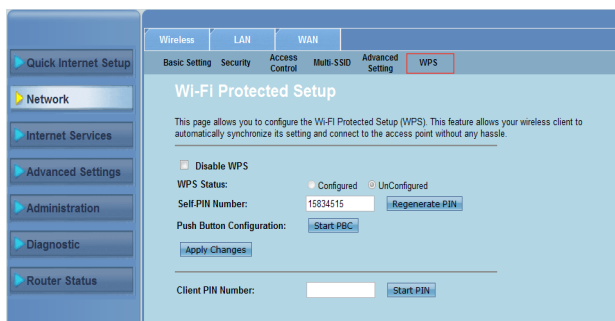 Wireless LAN WAN
Basic Setting Security Access Control Multi-SSID Advanced Setting WPS
Quick Internet Setup
Network
Internet Services
Advanced Settings
Administration
Diagnostic
Router Status
Wi-Fi Protected Setup
This page allows you to configure the Wi-FI Protected Setup (WPS). This feature allows your wireless client to
automatically synchronize its setting and connect to the access point without any hassle.
Disable WPS
WPS Status: Configured UnConfigured
Self-PIN Number: 15834515 Regenerate PIN
Push Button Configuration: Start PBC
Apply Changes
Client PIN Number: Start PIN